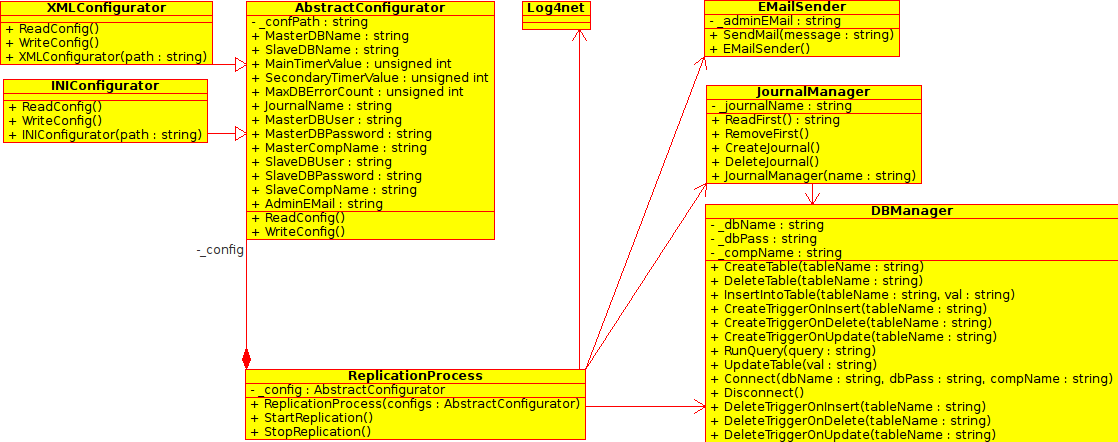 XMLConfigurator
+ ReadConfig()
+ WriteConfig()
+ XMLConfigurator(path : string)
INIConfigurator
+ ReadConfig()
+ WriteConfig()
+ INIConfigurator(path : string)
AbstractConfigurator
- _confPath : string
- MasterDBName : string
+ SlaveDBName : string
+ MainTimerValue : unsigned int
+ SecondaryTimerValue : unsigned int
+ MaxDBErrorCount : unsigned int
+ JournalName : string
+ MasterDBUser : string
+ MasterDBPassword : string
+ MasterCompName : string
+ SlaveDBUser : string
+ SlaveDBPassword : string
+ SlaveCompName : string
+ AdminEMail : string
+ ReadConfig()
+ WriteConfig()
-_config
Log4net
EMailSender
- _adminEMail : string
+ SendMail(message : string)
+ EMailSender()
JournalManager
- _journalName : string
+ ReadFirst() : string
+ RemoveFirst()
+ CreateJournal()
+ DeleteJournal()
+ JournalManager(name : string)
DBManager
- _dbName : string
- _dbPass : string
- _compName : string
+ CreateTable(tableName : string)
+ DeleteTable(tableName : string)
+ InsertIntoTable(tableName : string, val : string)
+ CreateTriggerOnInsert(tableName : string)
+ CreateTriggerOnDelete(tableName : string)
+ CreateTriggerOnUpdate(tableName : string)
+ RunQuery(query : string)
+ UpdateTable(val : string)
+ Connect(dbName : string, dbPass : string, compName : string)
+ Disconnect()
+ DeleteTriggerOnInsert(tableName : string)
+ DeleteTriggerOnDelete(tableName : string)
+ DeleteTriggerOnUpdate(tableName : string)
ReplicationProcess
- _config : AbstractConfigurator
+ ReplicationProcess(configs : AbstractConfigurator)
+ StartReplication()
+ StopReplication()